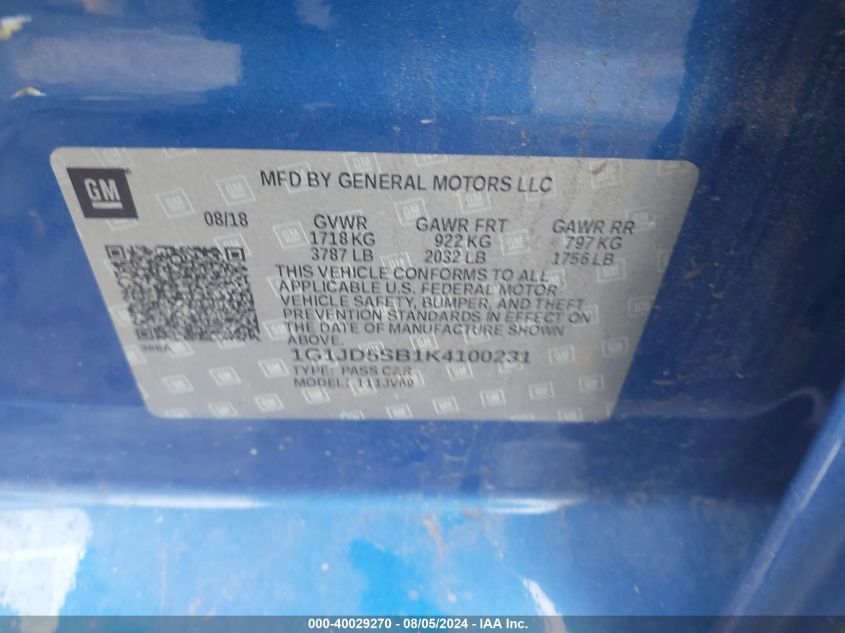 GM
MFD BY GENERAL MOTORS LLC
08/18 GVWR GAWR FRT GAWR RR
1718 KG 922 KG 797 KG
3787 LB 2032 LB 1756 LB
THIS VEHICLE CONFORMS TO ALL
APPLICABLE U.S. FEDERAL MOTOR
VEHICLE SAFETY, BUMPER, AND THEFT
PREVENTION STANDARDS IN EFFECT ON
THE DATE OF MANUFACTURE SHOWN
ABOVE.
1G1JD5SB1K4100231
TYPE: PASS CAR
MODEL: 111JV69
000-40029270 - 08/05/2024 - IAA Inc.